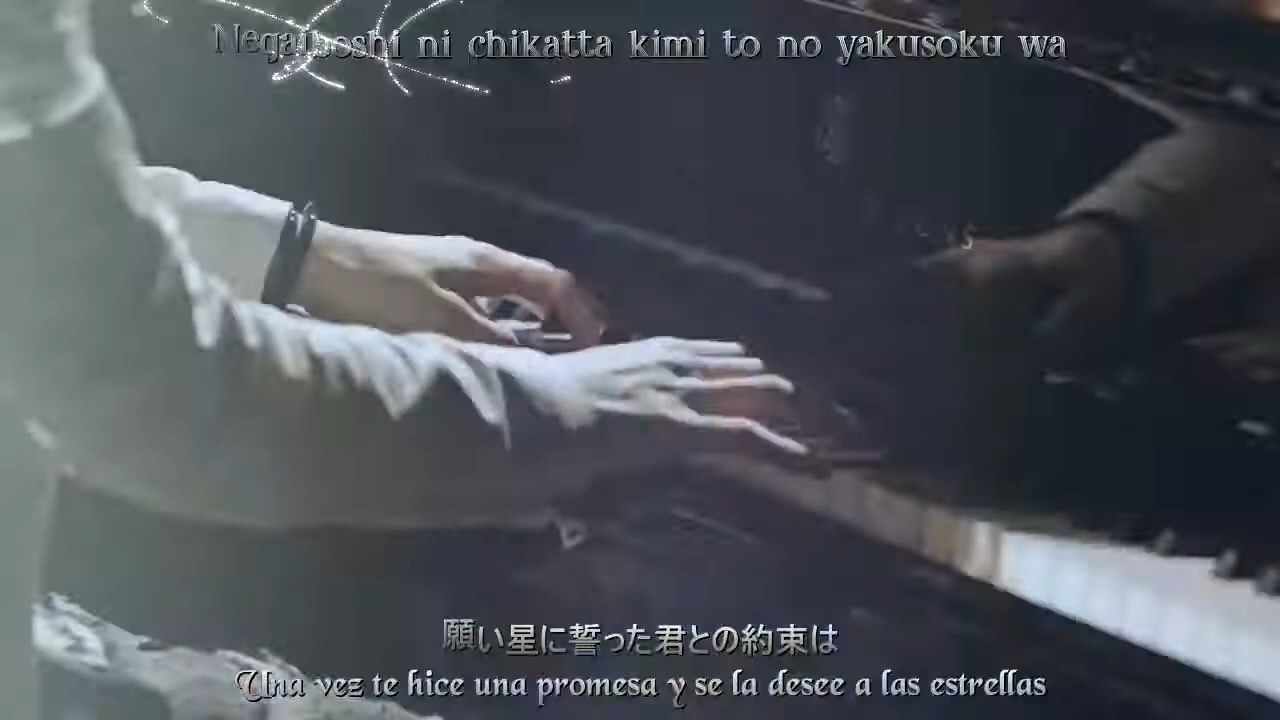 Negaiboshi ni chikatta kimi to no yakusoku wa
願い星に誓った君との約束は
Una vez te hice una promesa y se la desee a las estrellas